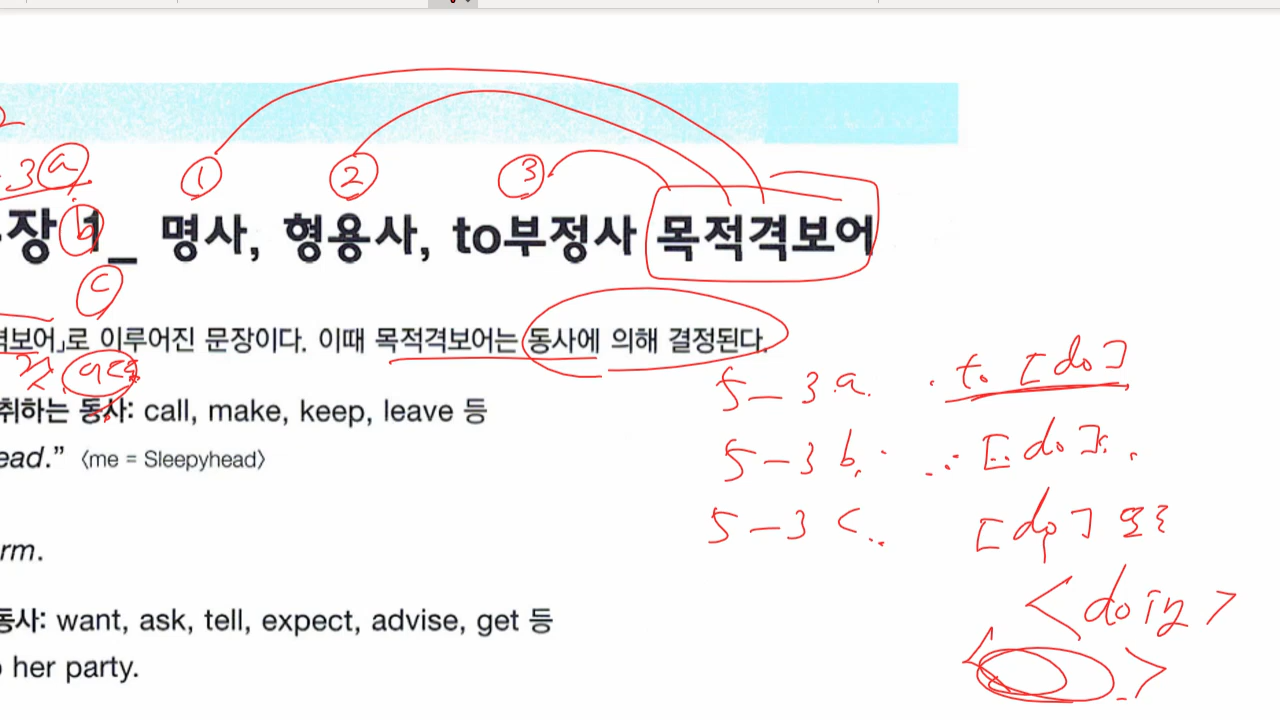 3 a
① ② ③
장 1_ 명사, 형용사, to부정사 목적격보어
b
c
격보어」로 이루어진 문장이다. 이때 목적격보어는 동사에 의해 결정된다.
5-3 a. to [do]
취하는 동사: call, make, keep, leave 등
5-3 b. [do]
ead.” 〈me = Sleepyhead〉
5-3 c. [do] 또는
rm.
<doing>
동사: want, ask, tell, expect, advise, get 등
< >
her party.